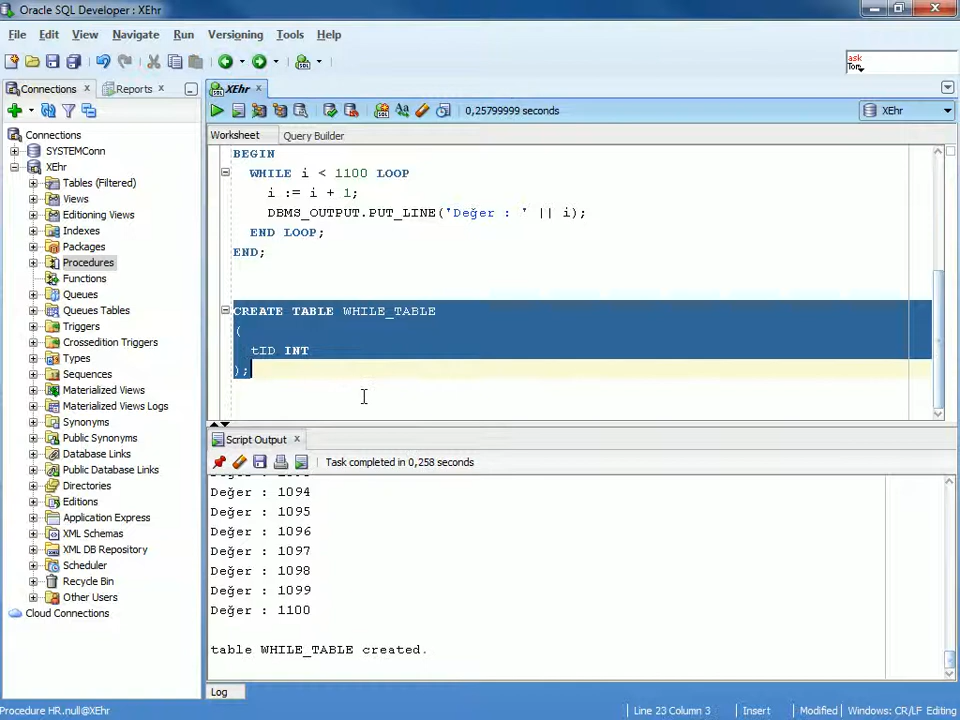 Oracle SQL Developer : XEhr
File Edit View Navigate Run Versioning Tools Help
ask
Tom
Connections
Reports
XEhr
0,25799999 seconds
XEhr
Worksheet
Query Builder
Connections
SYSTEMConn
XEhr
Tables (Filtered)
Views
Editioning Views
Indexes
Packages
Procedures
Functions
Queues
Queues Tables
Triggers
Crossedition Triggers
Types
Sequences
Materialized Views
Materialized Views Logs
Synonyms
Public Synonyms
Database Links
Public Database Links
Directories
Editions
Application Express
XML Schemas
XML DB Repository
Scheduler
Recycle Bin
Other Users
Cloud Connections
BEGIN
WHILE i < 1100 LOOP
i := i + 1;
DBMS_OUTPUT.PUT_LINE('Değer : ' || i);
END LOOP;
END;
CREATE TABLE WHILE_TABLE
(
tID INT
);
Script Output
Task completed in 0,258 seconds
Değer : 1094
Değer : 1095
Değer : 1096
Değer : 1097
Değer : 1098
Değer : 1099
Değer : 1100
table WHILE_TABLE created.
Log
Procedure HR.null@XEhr
Line 23 Column 3
Insert
Modified
Windows: CR/LF Editing